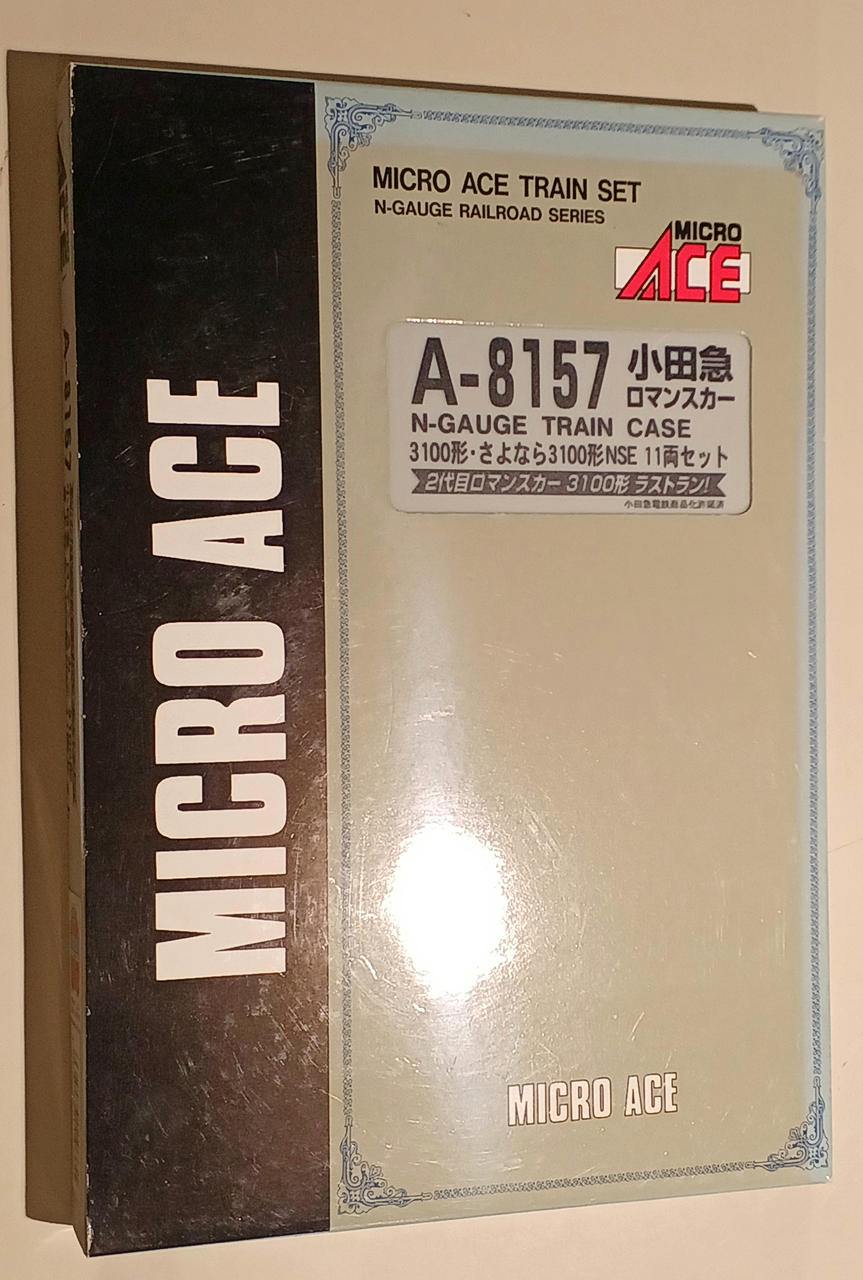 MICRO ACE
MICRO ACE TRAIN SET
N-GAUGE RAILROAD SERIES
MICRO
ACE
A-8157 小田急
ロマンスカー
N-GAUGE TRAIN CASE
3100形・さよなら3100形NSE 11両セット
2代目ロマンスカー 3100形 ラストラン!
小田急電鉄商品化許諾済
MICRO ACE
A-8157